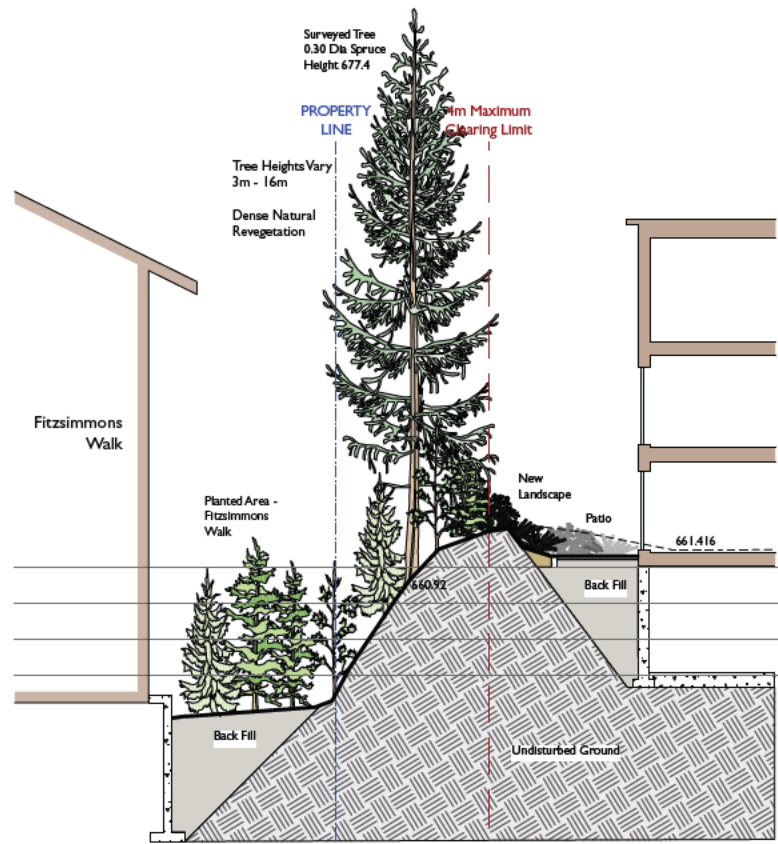 Surveyed Tree
0.30 Dia Spruce
Height 677.4
PROPERTY
LINE
4m Maximum
Clearing Limit
Tree Heights Vary
3m - 16m
Dense Natural
Revegetation
Fitzsimmons
Walk
Planted Area -
Fitzsimmons
Walk
New
Landscape
Patio
661.416
660.92
Back Fill
Back Fill
Undisturbed Ground